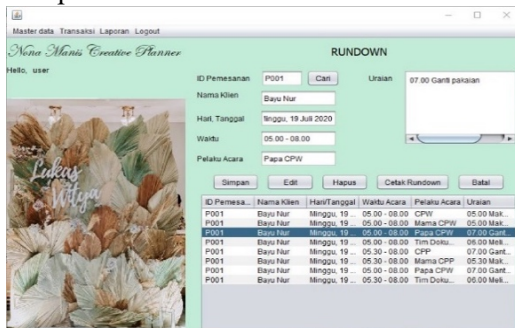 Master data Transaksi Laporan Logout
Nona Manis Creative Planner
RUNDOWN
Hello, user
ID Pemesanan P001 Cari Uraian 07.00 Ganti pakaian
Nama Klien Bayu Nur
Hari, Tanggal linggu, 19 Juli 2020
Waktu 05.00 - 08.00
Pelaku Acara Papa CPW
Lukas
Simpan Edit Hapus Cetak Rundown Batal
ID Pemesa... Nama Klien Hari/Tanggal Waktu Acara Pelaku Acara Uraian
P001 Bayu Nur Minggu, 19 ... 05.00 - 08.00 CPW 05.00 Mak...
P001 Bayu Nur Minggu, 19 ... 05.00 - 08.00 Mama CPW 05.00 Mak...
P001 Bayu Nur Minggu, 19 ... 05.00 - 08.00 Papa CPW 07.00 Gant...
P001 Bayu Nur Minggu, 19 ... 05.00 - 08.00 Tim Doku... 06.00 Meli...
P001 Bayu Nur Minggu, 19 ... 05.30 - 08.00 CPP 07.00 Gant...
P001 Bayu Nur Minggu, 19 ... 05.30 - 08.00 Mama CPP 05.30 Mak...
P001 Bayu Nur Minggu, 19 ... 05.00 - 08.00 Papa CPW 07.00 Gant...
P001 Bayu Nur Minggu, 19 ... 05.30 - 08.00 Tim Doku... 06.00 Meli...